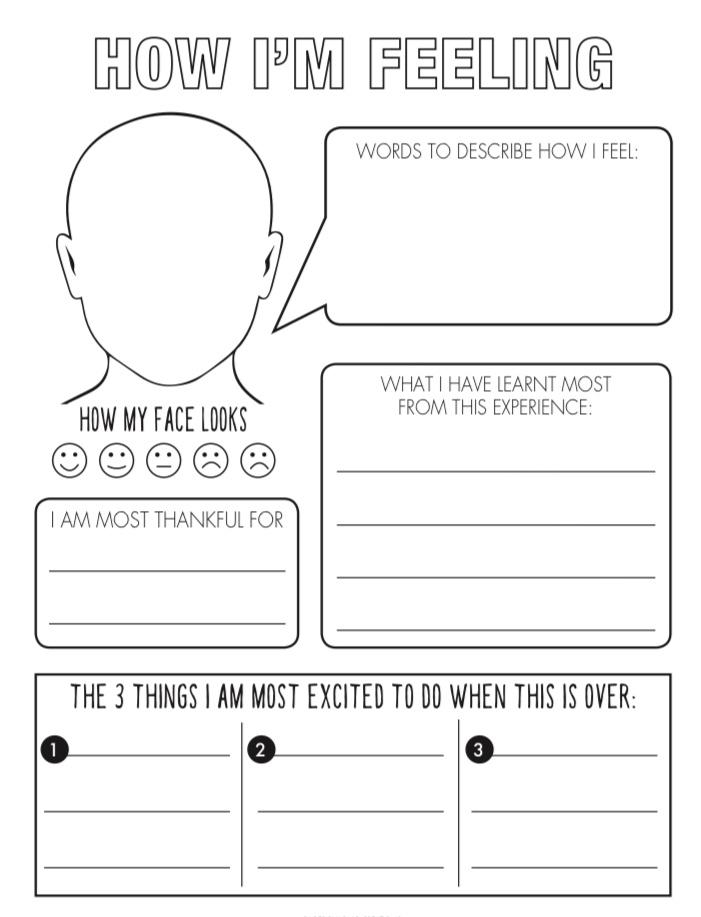 HOW I'M FEELING
WORDS TO DESCRIBE HOW I FEEL:
HOW MY FACE LOOKS
WHAT I HAVE LEARNT MOST
FROM THIS EXPERIENCE:
I AM MOST THANKFUL FOR
THE 3 THINGS I AM MOST EXCITED TO DO WHEN THIS IS OVER:
1
2
3